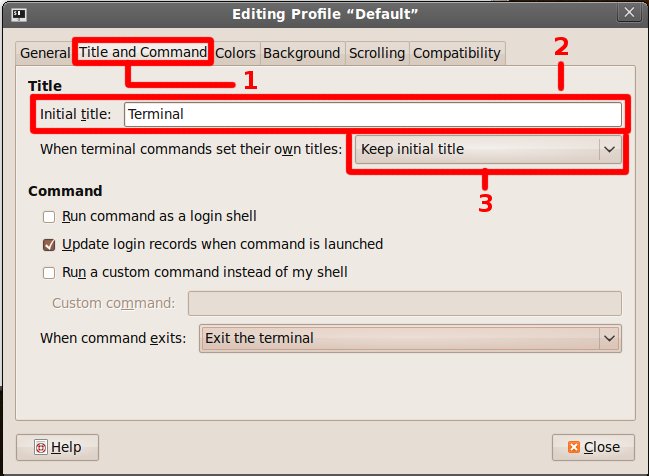 Editing Profile “Default”
General Title and Command Colors Background Scrolling Compatibility
1
2
Title
Initial title: Terminal
When terminal commands set their own titles: Keep initial title
3
Command
Run command as a login shell
Update login records when command is launched
Run a custom command instead of my shell
Custom command:
When command exits: Exit the terminal
Help Close